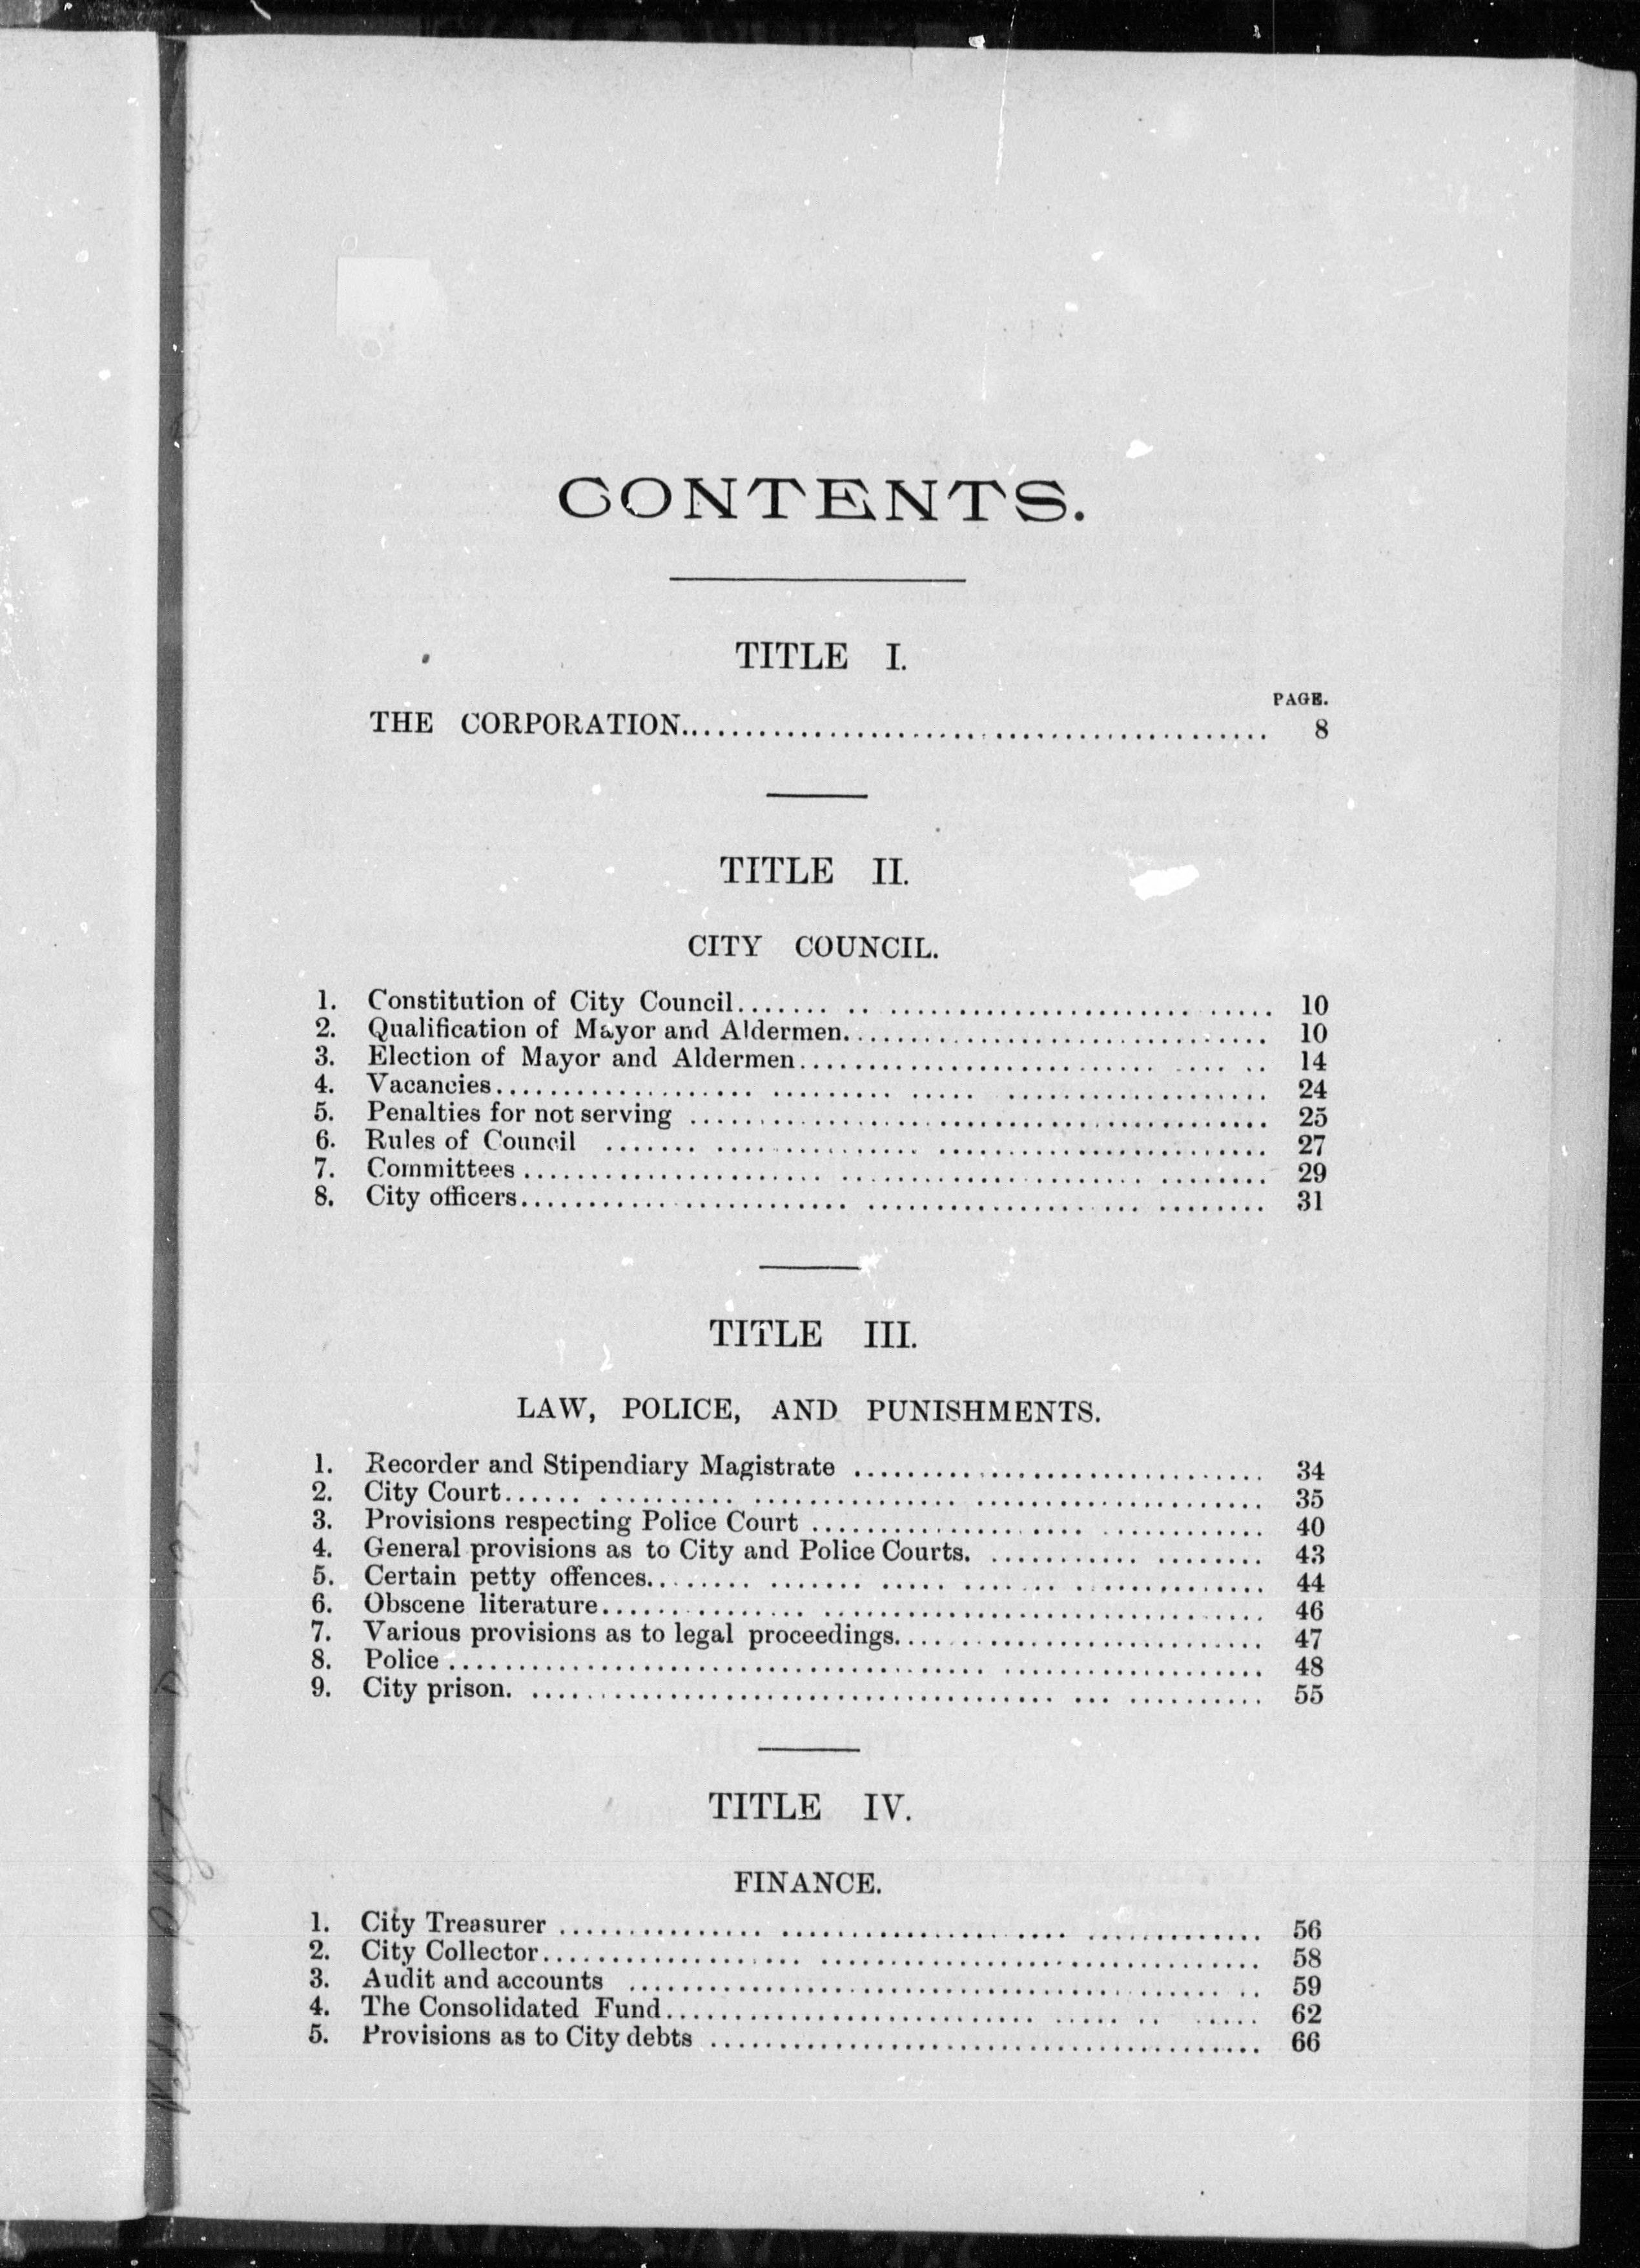 CONTENTS.
TITLE I.
PAGE.
THE CORPORATION.................................................. 8
TITLE II.
CITY COUNCIL.
1. Constitution of City Council........................................ 10
2. Qualification of Mayor and Aldermen................................ 10
3. Election of Mayor and Aldermen................................ 14
4. Vacancies...................................................... 24
5. Penalties for not serving ........................................ 25
6. Rules of Council ............................................ 27
7. Committees .................................................. 29
8. City officers.................................................. 31
TITLE III.
LAW, POLICE, AND PUNISHMENTS.
1. Recorder and Stipendiary Magistrate .............................. 34
2. City Court.................................................... 35
3. Provisions respecting Police Court ................................ 40
4. General provisions as to City and Police Courts. .................... 43
5. Certain petty offences.......................................... 44
6. Obscene literature.............................................. 46
7. Various provisions as to legal proceedings.......................... 47
8. Police ........................................................ 48
9. City prison. .................................................. 55
TITLE IV.
FINANCE.
1. City Treasurer ................................................ 56
2. City Collector.................................................. 58
3. Audit and accounts ............................................ 59
4. The Consolidated Fund........................................ 62
5. Provisions as to City debts ...................................... 66